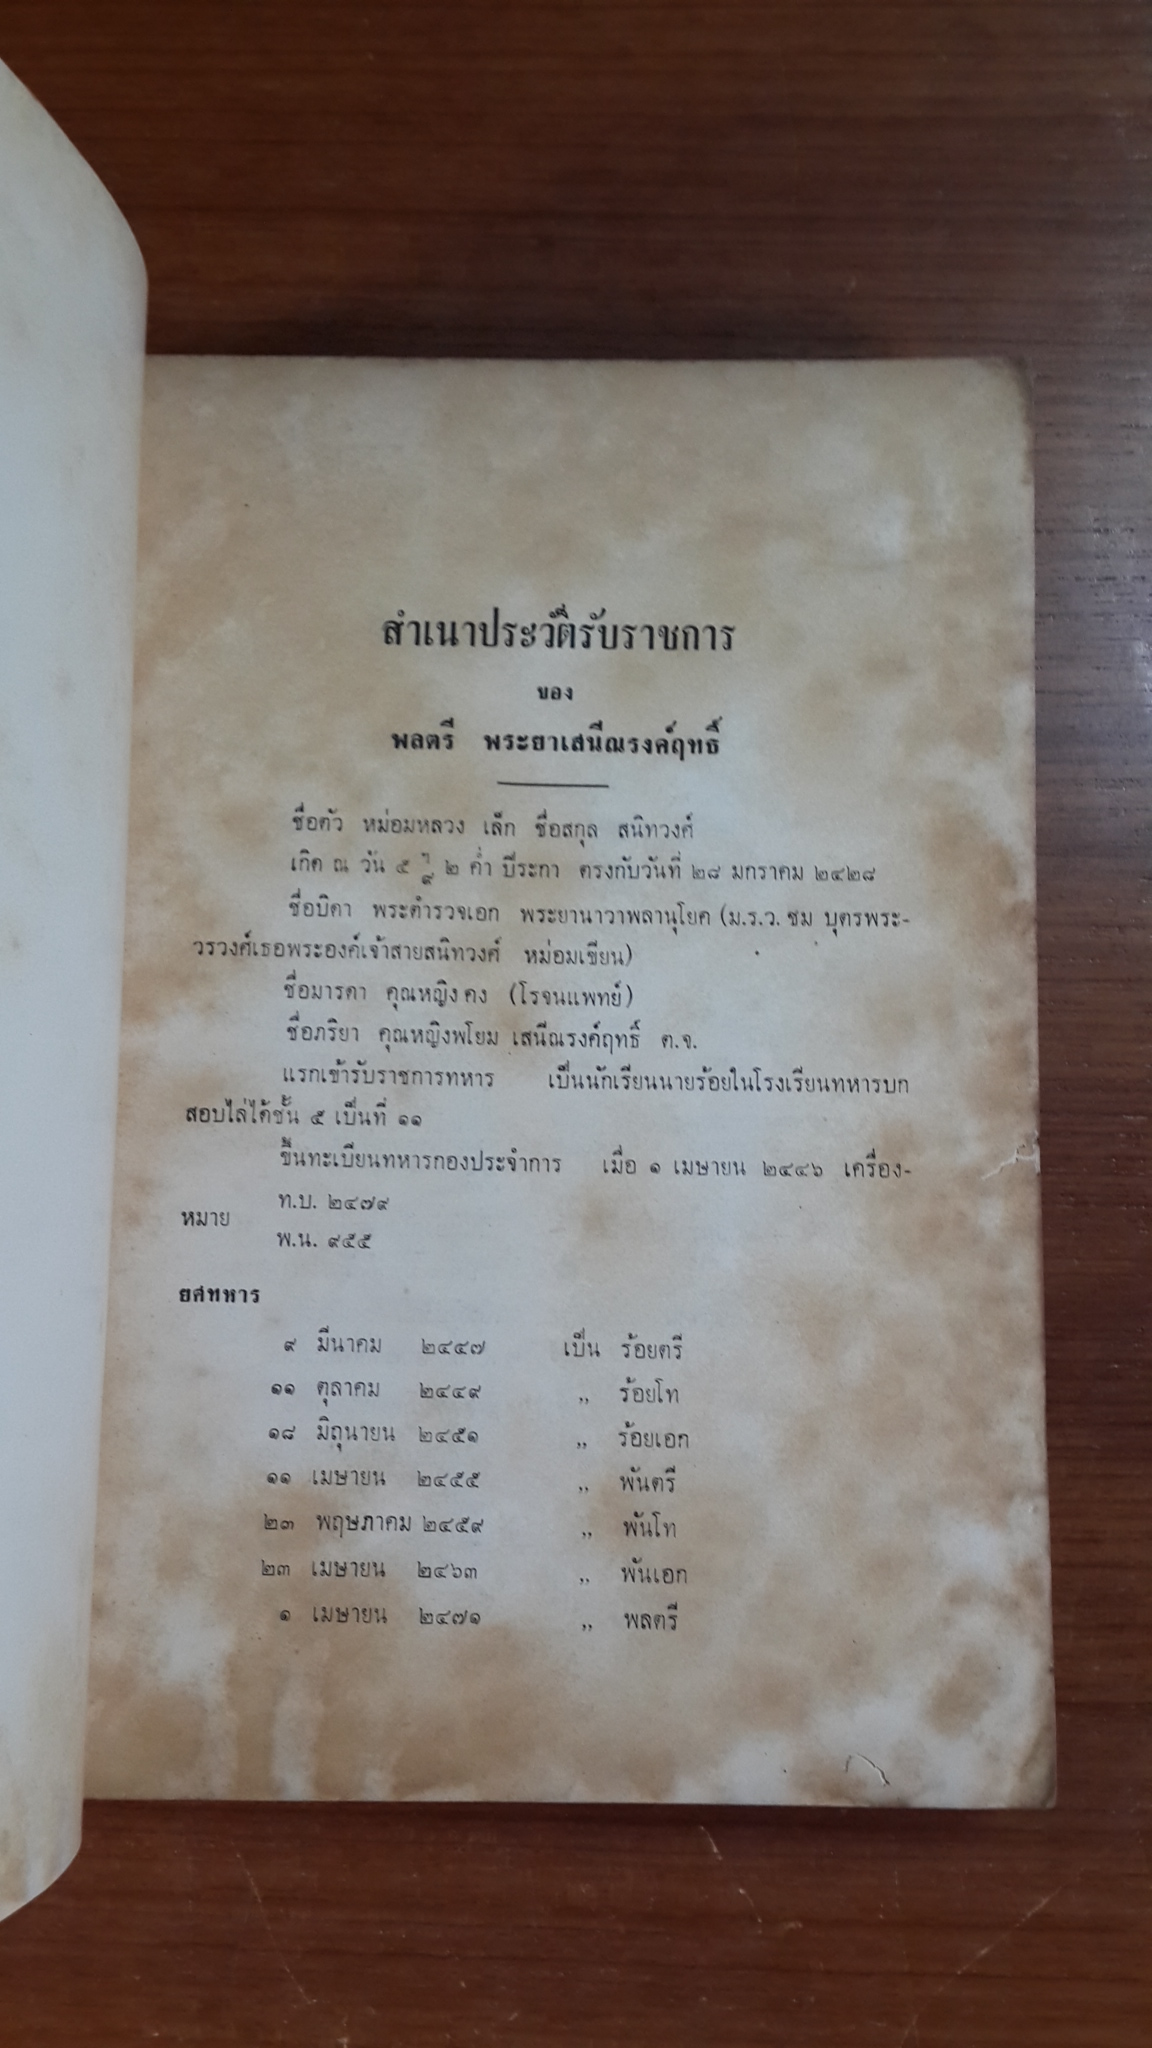 สำเนาประวัติรับราชการ
ของ
พลตรี พระยาเสนีณรงค์ฤทธิ์
ชื่อตัว หม่อมหลวง เล็ก ชื่อสกุล สนิทวงศ์
เกิด ณ วัน ๕ ฯ ๙ ๒ ค่ำ ปีระกา ตรงกับวันที่ ๒๘ มกราคม ๒๔๒๘
ชื่อบิดา พระตำรวจเอก พระยานาวาพลานุโยค (ม.ร.ว. ชม บุตรพระ-
วรวงศ์เธอพระองค์เจ้าสายสนิทวงศ์ หม่อมเขียน)
ชื่อมารดา คุณหญิง คง (โรจนแพทย์)
ชื่อภริยา คุณหญิงพโยม เสนีณรงค์ฤทธิ์ ต.จ.
แรกเข้ารับราชการทหาร เป็นนักเรียนนายร้อยในโรงเรียนทหารบก
สอบไล่ได้ชั้น ๕ เป็นที่ ๑๑
ขึ้นทะเบียนทหารกองประจำการ เมื่อ ๑ เมษายน ๒๔๔๖ เครื่อง-
หมาย ท.บ. ๒๔๗๙
พ.น. ๙๕๕
ยศทหาร
๙ มีนาคม ๒๔๔๗ เป็น ร้อยตรี
๑๑ ตุลาคม ๒๔๔๙ ,, ร้อยโท
๑๘ มิถุนายน ๒๔๕๑ ,, ร้อยเอก
๑๑ เมษายน ๒๔๕๕ ,, พันตรี
๒๓ พฤษภาคม ๒๔๕๙ ,, พันโท
๒๓ เมษายน ๒๔๖๓ ,, พันเอก
๑ เมษายน ๒๔๗๑ ,, พลตรี